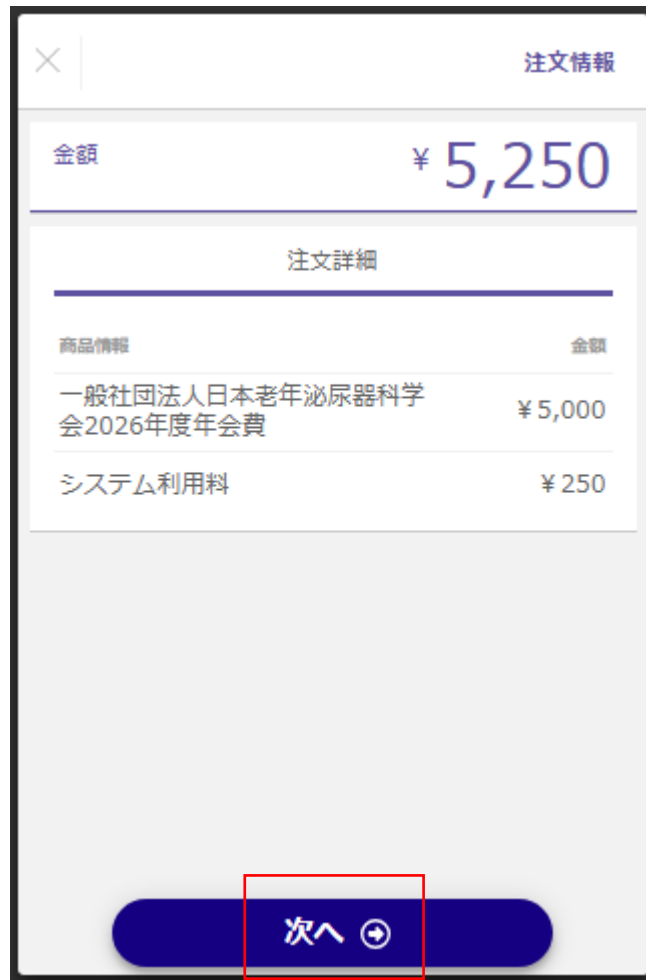 注文情報
金額
¥ 5,250
注文詳細
商品情報 金額
一般社団法人日本老年泌尿器科学
会2026年度年会費
¥5,000
システム利用料 ¥250
次へ